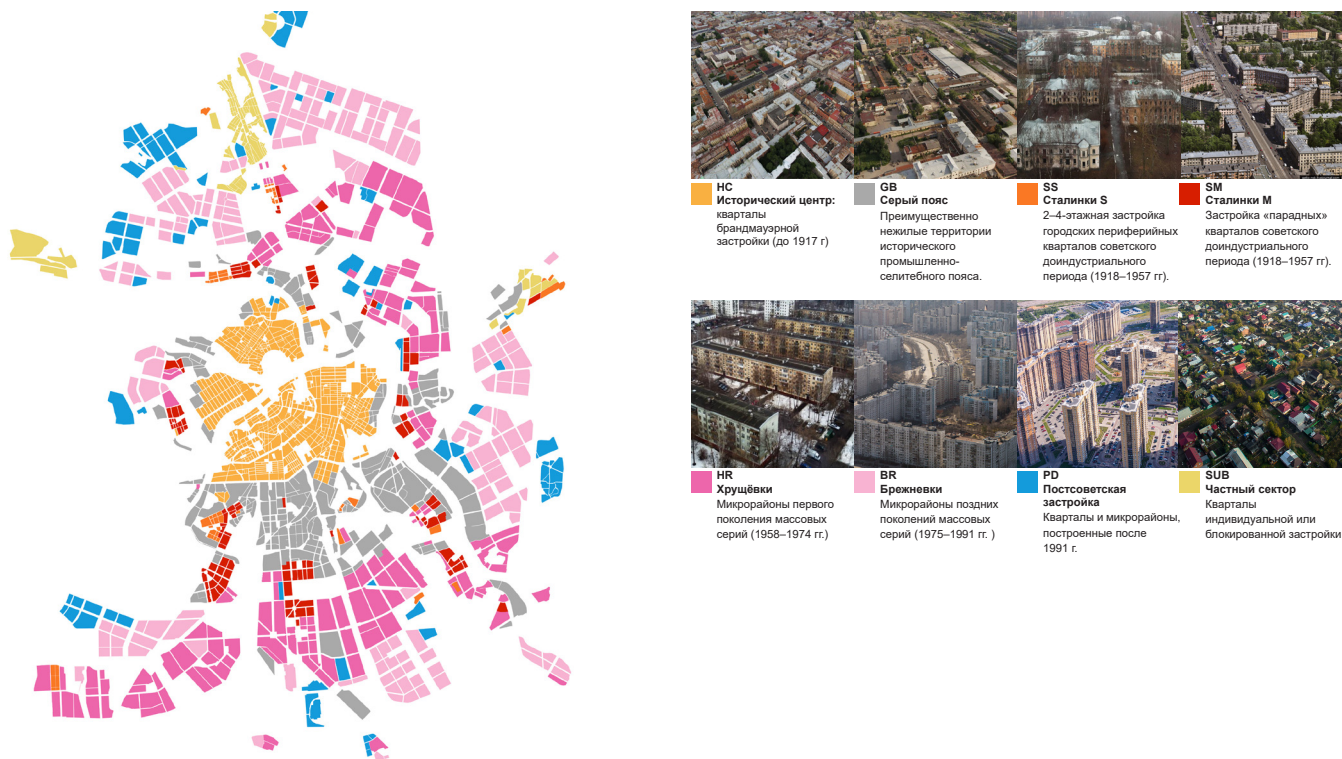 HC
Исторический центр:
кварталы
брандмауэрной
застройки (до 1917 г)
GB
Серый пояс
Преимущественно
нежилые территории
исторического
промышленно-
селитебного пояса.
SS
Сталинки S
2–4-этажная застройка
городских периферийных
кварталов советского
доиндустриального
периода (1918–1957 гг).
SM
Сталинки M
Застройка «парадных»
кварталов советского
доиндустриального
периода (1918–1957 гг).
HR
Хрущёвки
Микрорайоны первого
поколения массовых
серий (1958–1974 гг.)
BR
Брежневки
Микрорайоны поздних
поколений массовых
серий (1975–1991 гг. )
PD
Постсоветская
застройка
Кварталы и микрорайоны,
построенные после
1991 г.
SUB
Частный сектор
Кварталы
индивидуальной или
блокированной застройки